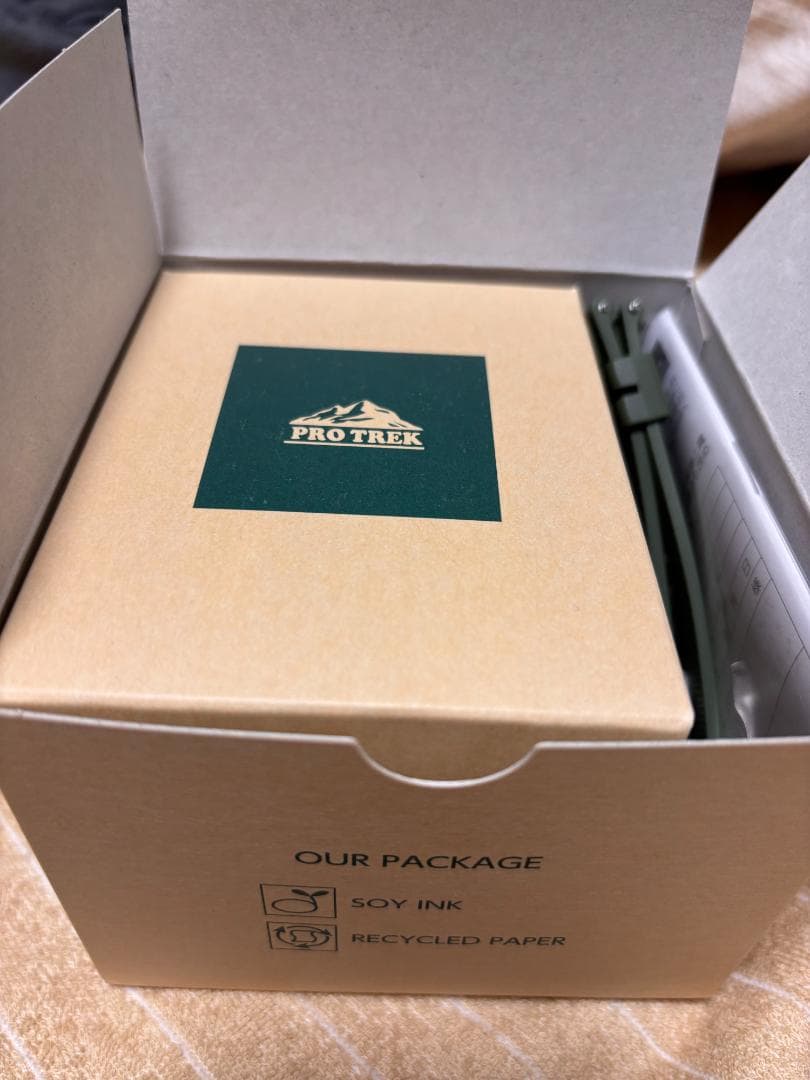 PRO TREK
OUR PACKAGE
SOY INK
RECYCLED PAPER